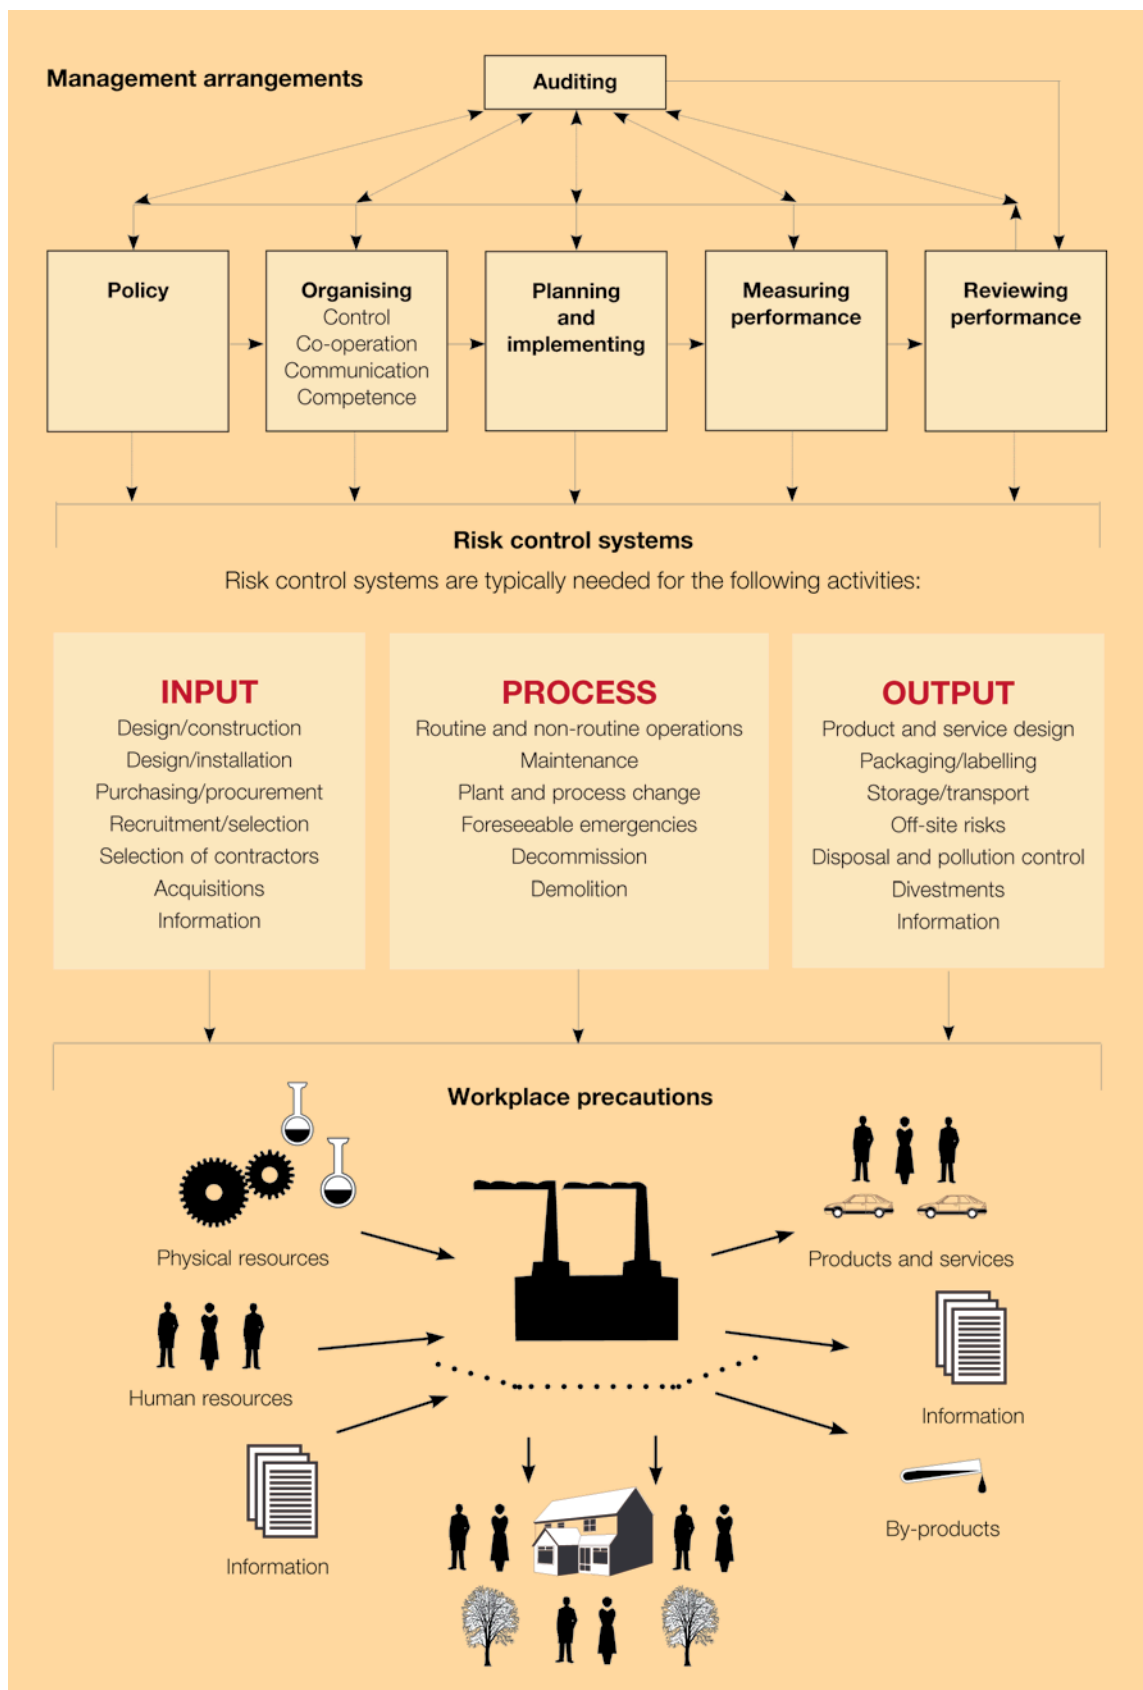 Management arrangements
Auditing
Policy
Organising
Control
Co-operation
Communication
Competence
Planning
and
implementing
Measuring
performance
Reviewing
performance
Risk control systems
Risk control systems are typically needed for the following activities:
INPUT
Design/construction
Design/installation
Purchasing/procurement
Recruitment/selection
Selection of contractors
Acquisitions
Information
PROCESS
Routine and non-routine operations
Maintenance
Plant and process change
Foreseeable emergencies
Decommission
Demolition
OUTPUT
Product and service design
Packaging/labelling
Storage/transport
Off-site risks
Disposal and pollution control
Divestments
Information
Workplace precautions
Physical resources
Products and services
Human resources
Information
Information
By-products